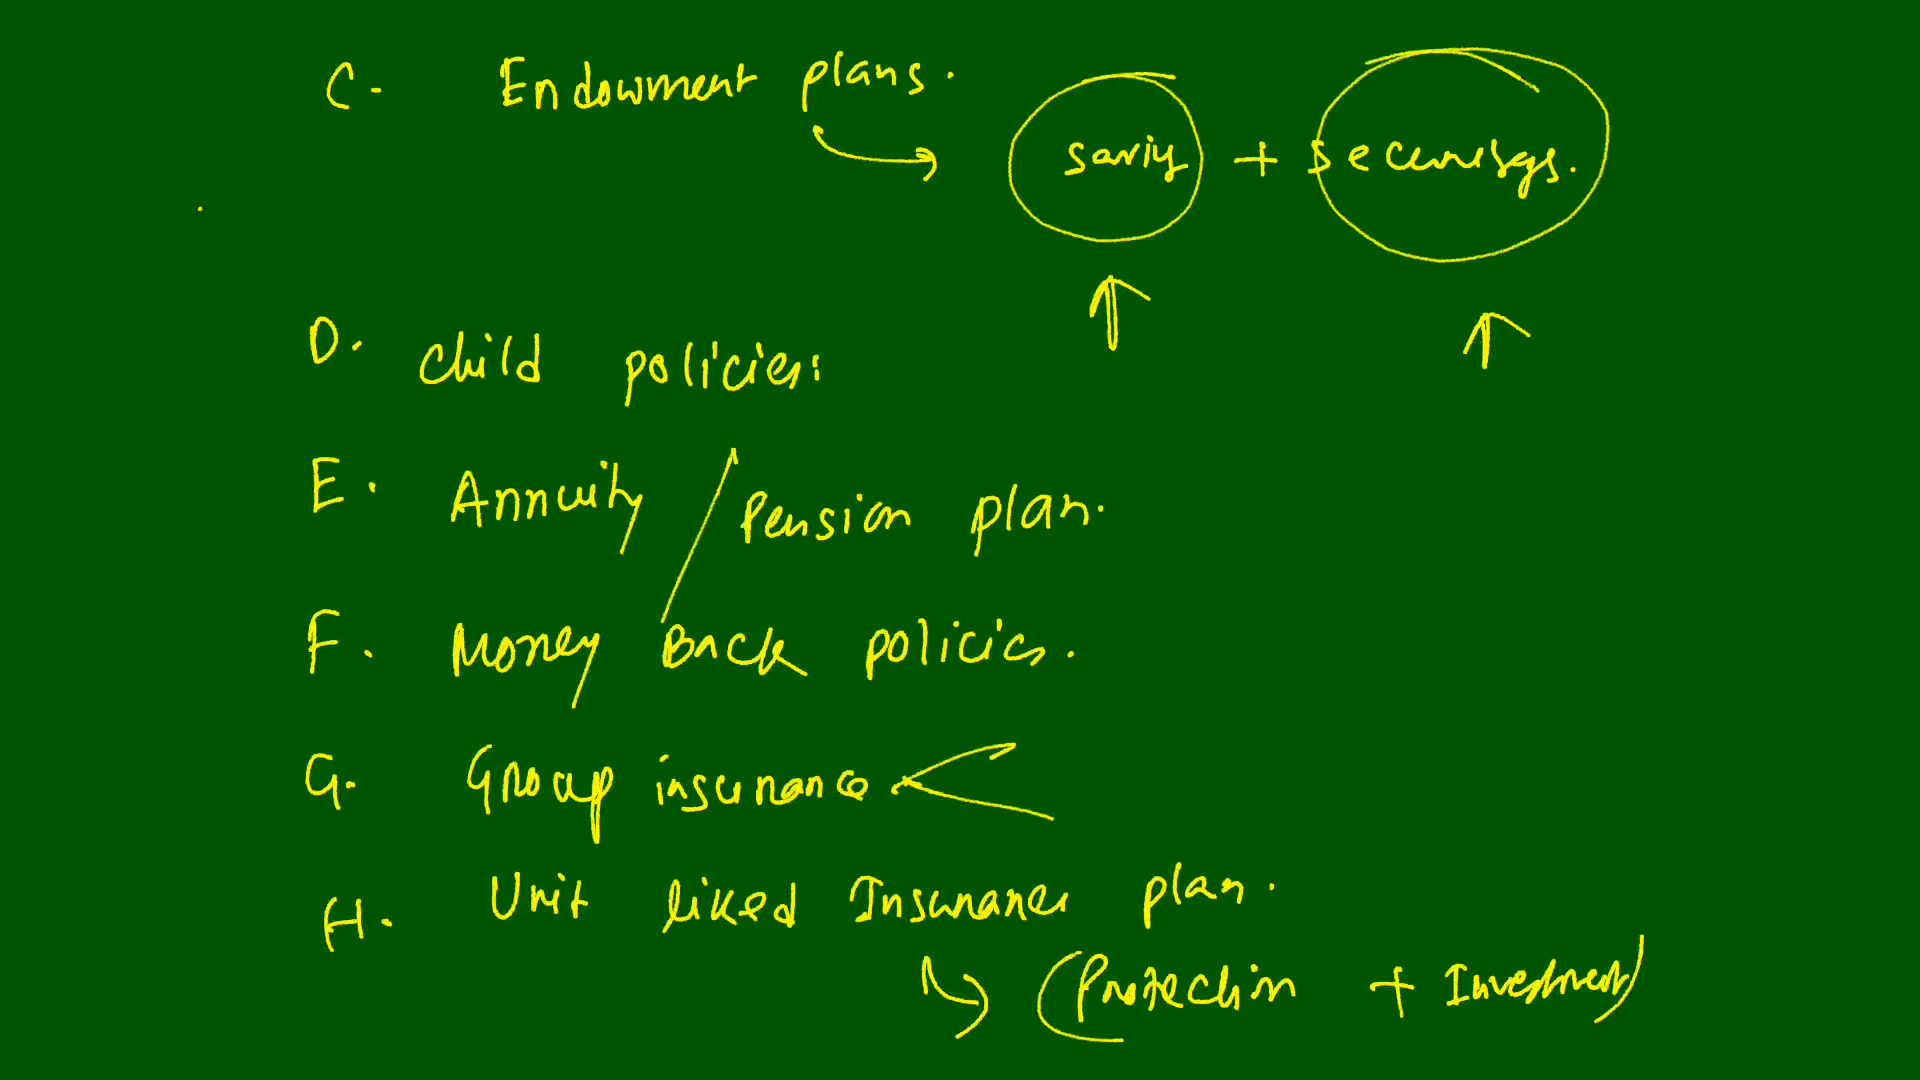 C. Endowment plans.
saving + securitys.
D. Child policies:
E. Annuity / Pension plan.
F. Money Back policies.
G. Group insurance
H. Unit liked Insurance plan.
(Protection + Investment)